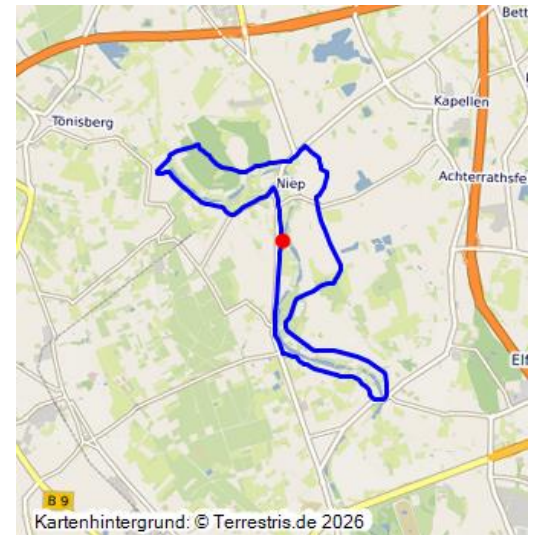 Bett
Kapellen
Tönisberg
Achterrathsfe
Niep
Elf
B 9
Kartenhintergrund: © Terrestris.de 2026